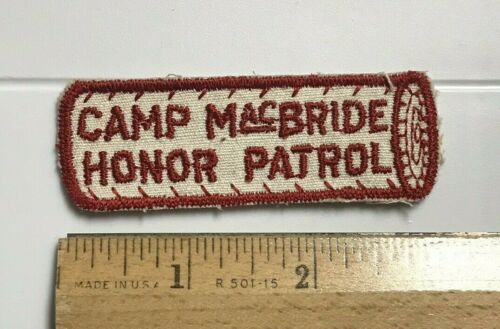 CAMP MacBRIDE
HONOR PATROL
1 2
MADE IN U.S.A. R 501-15